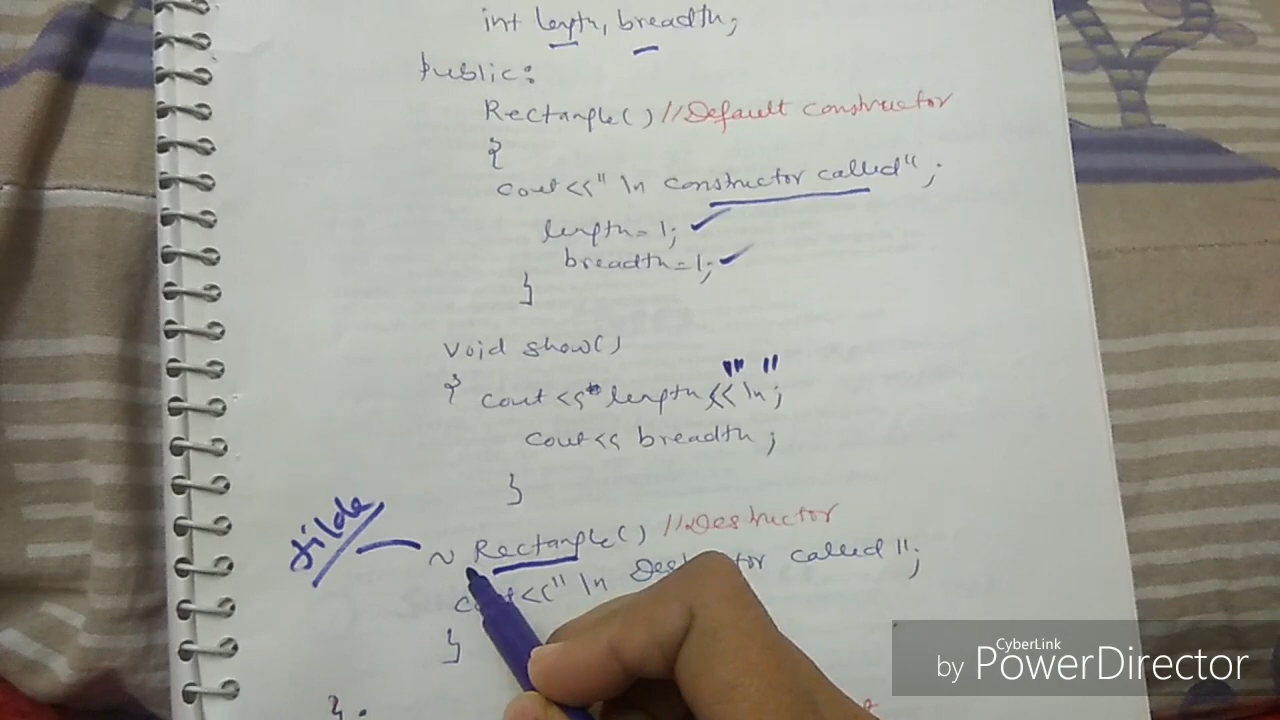 int length, breadth;
public:
Rectangle() //Default constructor
{
cout<<"\n constructor called";
length=1;
breadth=1;
}
void show()
{ cout<< length<<"\n";
cout<< breadth;
}
tilde
~ Rectangle() //Destructor
cout<<"\n called";
}
};
CyberLink
by PowerDirector